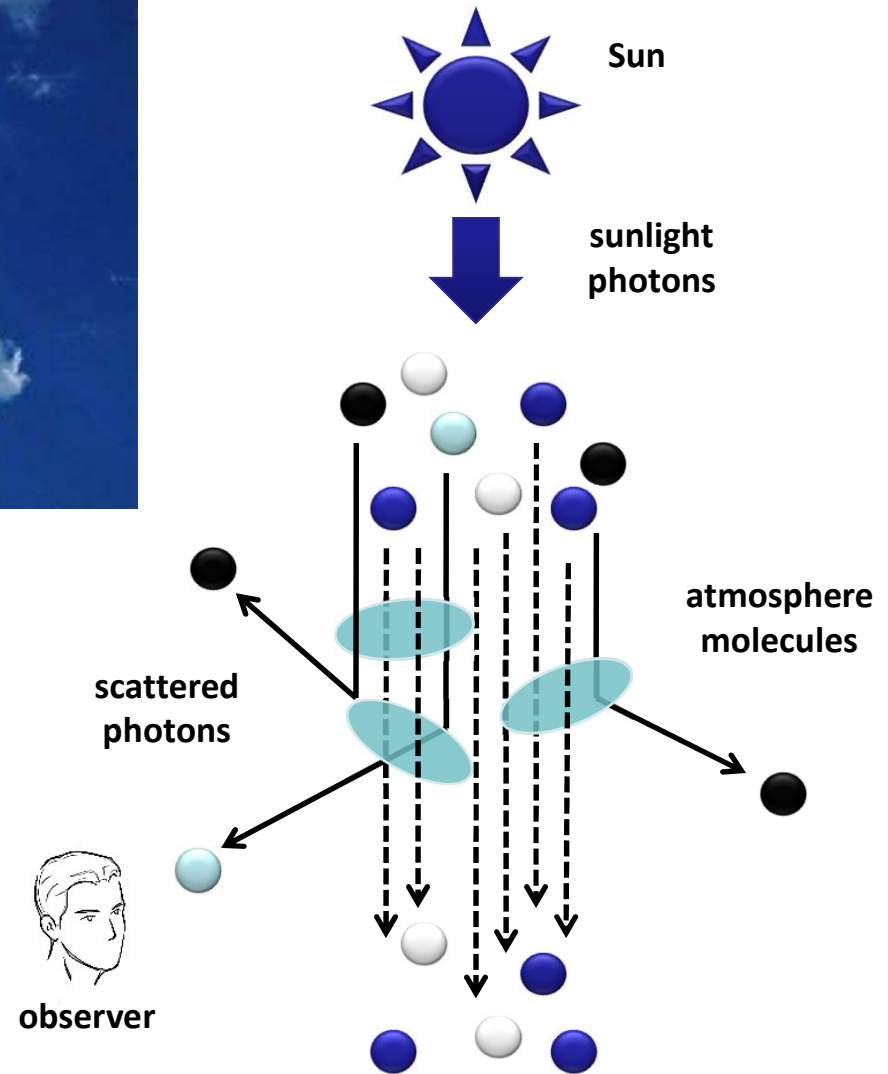 Sun
sunlight
photons
atmosphere
molecules
scattered
photons
observer